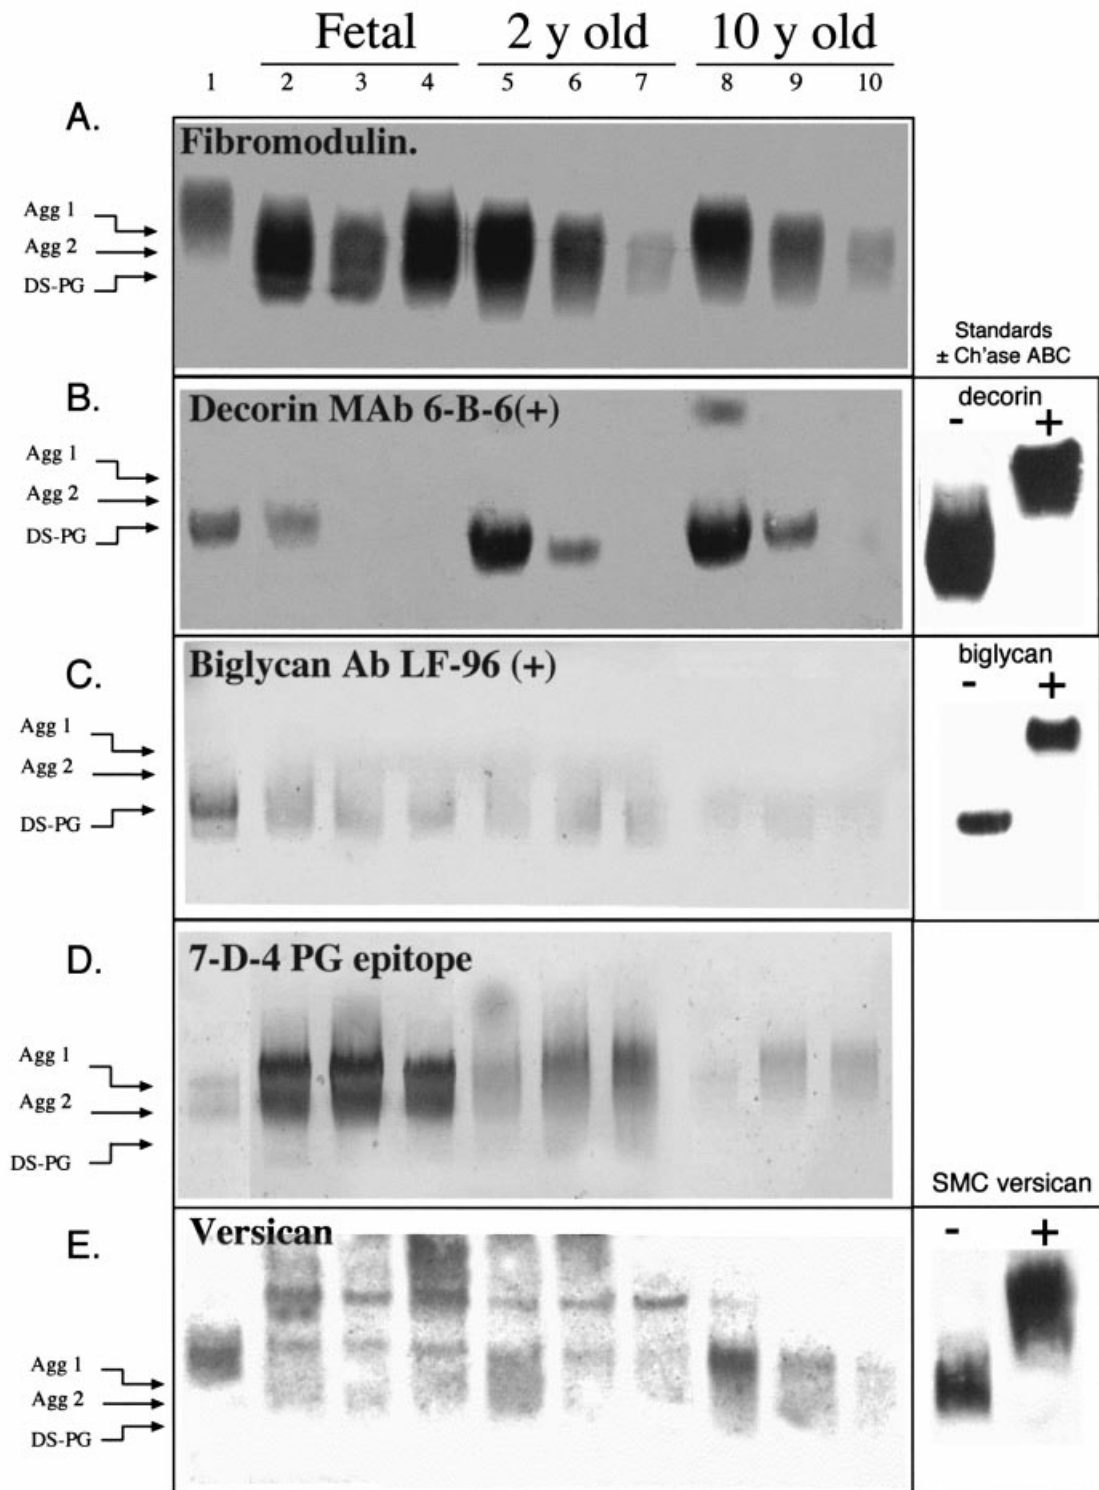 Fetal 2 y old 10 y old
1 2 3 4 5 6 7 8 9 10
A.
Fibromodulin.
Agg 1
Agg 2
DS-PG
Standards
± Ch'ase ABC
B.
Decorin MAb 6-B-6(+)
decorin
- +
Agg 1
Agg 2
DS-PG
C.
Biglycan Ab LF-96 (+)
biglycan
- +
Agg 1
Agg 2
DS-PG
D.
7-D-4 PG epitope
Agg 1
Agg 2
DS-PG
SMC versican
E.
Versican
- +
Agg 1
Agg 2
DS-PG